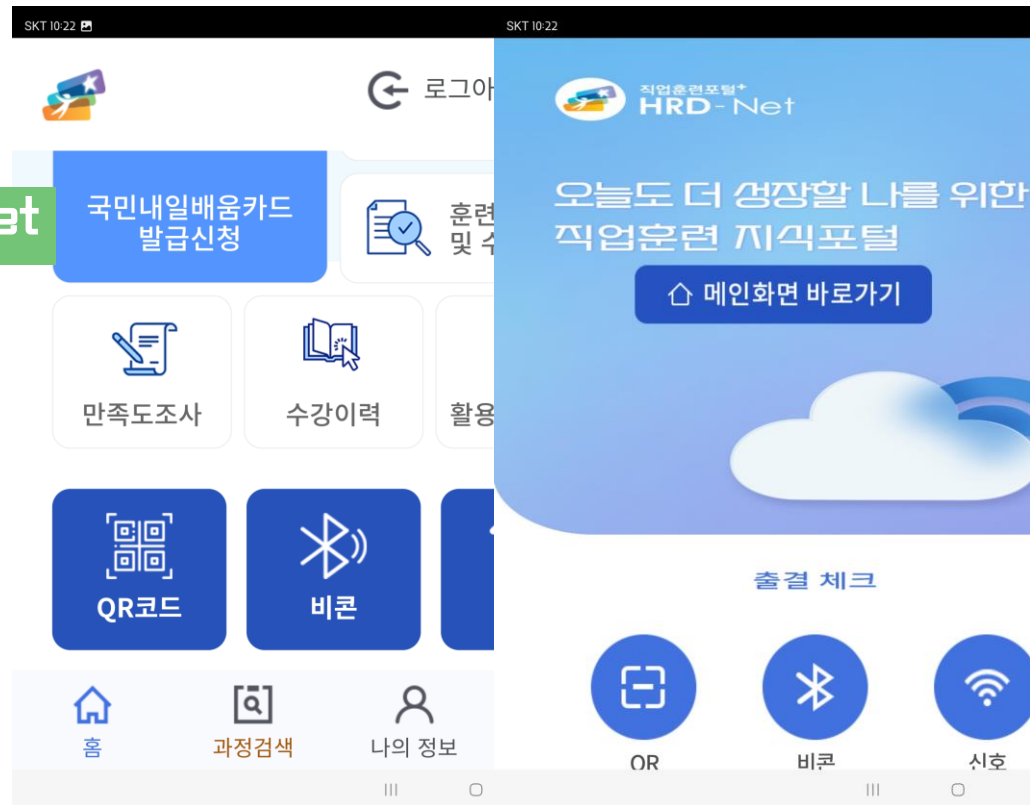 SKT 10:22
로그아
국민내일배움카드
발급신청
훈련
및 수
만족도조사
수강이력
활용
QR코드
비콘
홈
과정검색
나의 정보
et
SKT 10:22
직업훈련포털+
HRD-Net
오늘도 더 성장할 나를 위한
직업훈련 지식포털
메인화면 바로가기
출결 체크
QR
비콘
신호